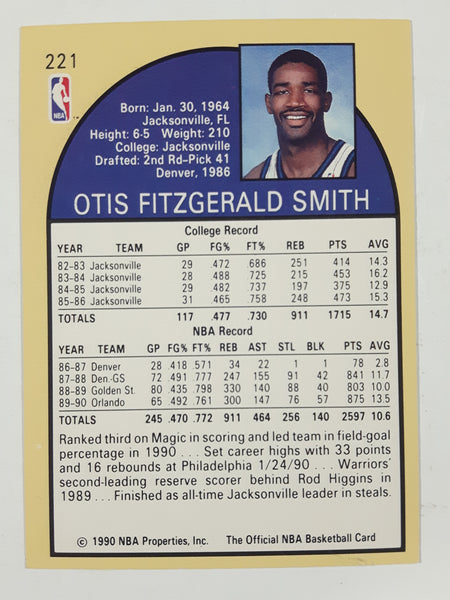 221
NBA
Born: Jan. 30, 1964
Jacksonville, FL
Height: 6-5 Weight: 210
College: Jacksonville
Drafted: 2nd Rd-Pick 41
Denver, 1986
OTIS FITZGERALD SMITH
College Record
YEAR TEAM GP FG% FT% REB PTS AVG
82-83 Jacksonville 29 .472 .686 251 414 14.3
83-84 Jacksonville 28 .488 .725 215 453 16.2
84-85 Jacksonville 29 .482 .737 197 375 12.9
85-86 Jacksonville 31 .465 .758 248 473 15.3
TOTALS 117 .477 .730 911 1715 14.7
NBA Record
YEAR TEAM GP FG% FT% REB AST STL BLK PTS AVG
86-87 Denver 28 .418 .571 34 22 1 1 78 2.8
87-88 Den.-GS 72 .491 .777 247 155 91 42 841 11.7
88-89 Golden St. 80 .435 .798 330 140 88 40 803 10.0
89-90 Orlando 65 .492 .761 300 147 76 57 875 13.5
TOTALS 245 .470 .772 911 464 256 140 2597 10.6
Ranked third on Magic in scoring and led team in field-goal
percentage in 1990 . . . Set career highs with 33 points
and 16 rebounds at Philadelphia 1/24/90 . . . Warriors'
second-leading reserve scorer behind Rod Higgins in
1989 . . . Finished as all-time Jacksonville leader in steals.
© 1990 NBA Properties, Inc. The Official NBA Basketball Card